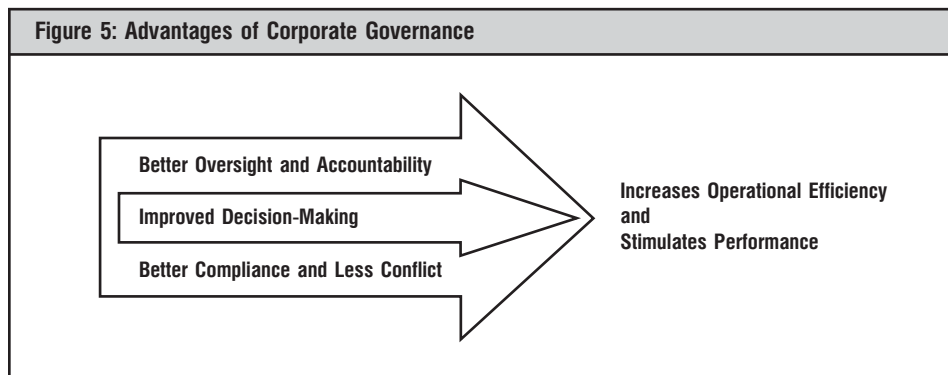 Figure 5: Advantages of Corporate Governance
Better Oversight and Accountability
Improved Decision-Making
Better Compliance and Less Conflict
Increases Operational Efficiency
and
Stimulates Performance